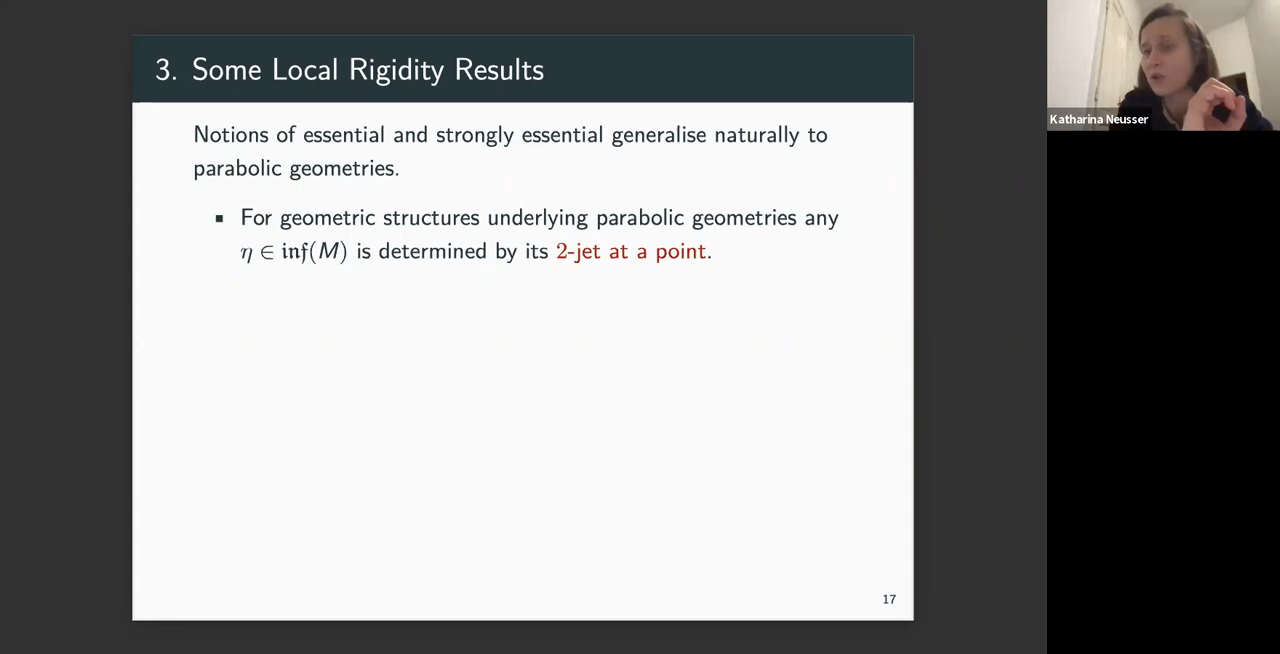 3. Some Local Rigidity Results
Katharina Neusser
Notions of essential and strongly essential generalise naturally to
parabolic geometries.
▪ For geometric structures underlying parabolic geometries any
η ∈ 𝔦𝔫𝔣(M) is determined by its 2-jet at a point.
17